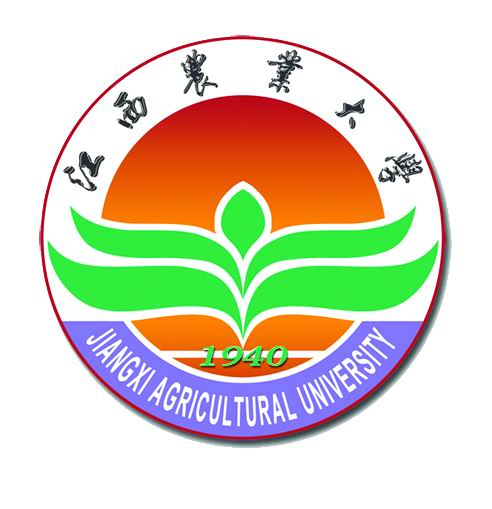 江西農業大學
1940
JIANGXI AGRICULTURAL UNIVERSITY